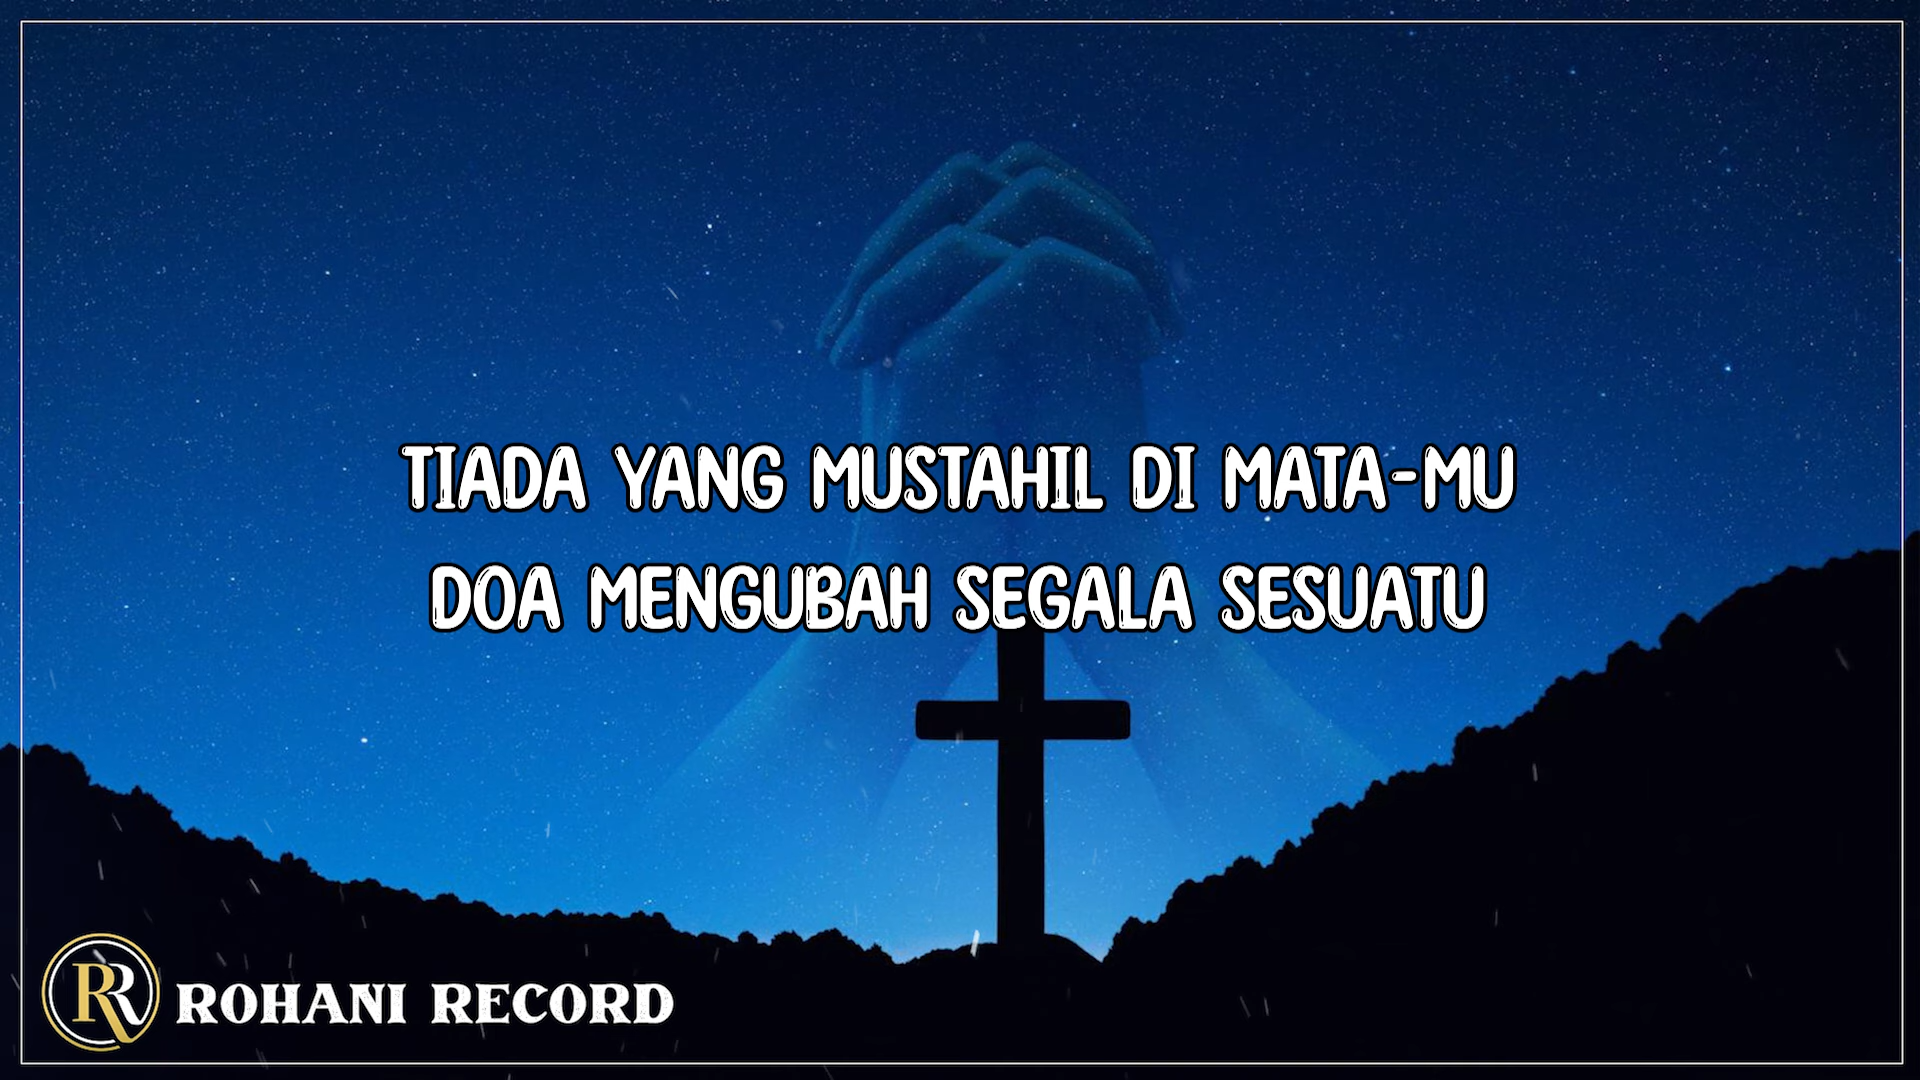 TIADA YANG MUSTAHIL DI MATA-MU
DOA MENGUBAH SEGALA SESUATU
RR ROHANI RECORD